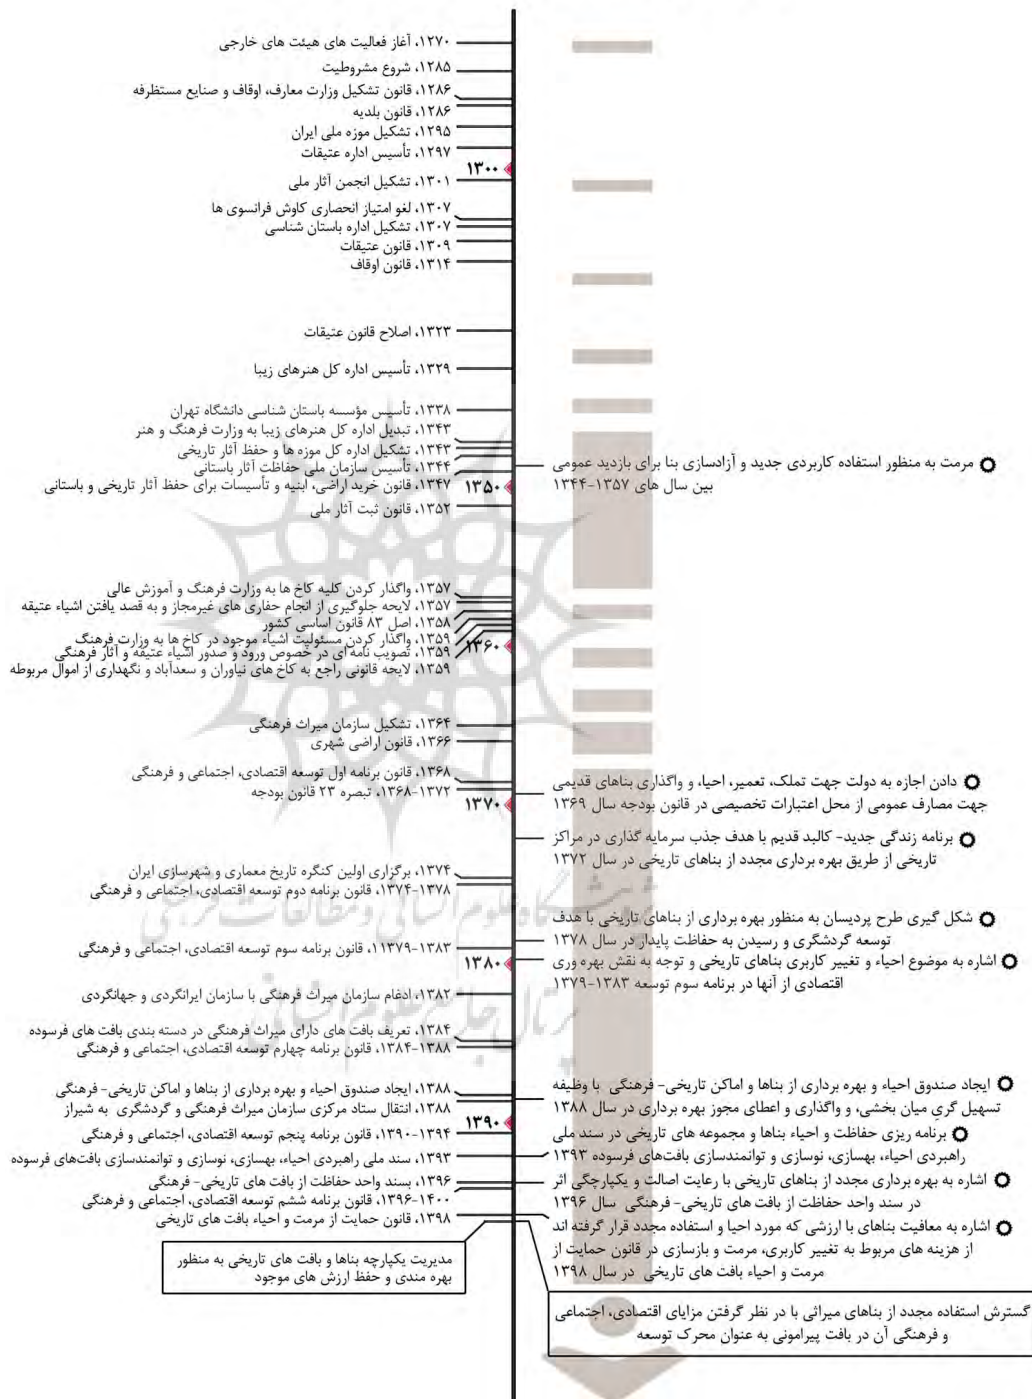 ۱۲۷۰، آغاز فعالیت های هیئت های خارجی
۱۲۸۵، شروع مشروطیت
۱۲۸۶، قانون تشکیل وزارت معارف، اوقاف و صنایع مستظرفه
۱۲۸۶، قانون بلدیه
۱۲۹۵، تشکیل موزه ملی ایران
۱۲۹۷، تأسیس اداره عتیقات
۱۳۰۰
۱۳۰۱، تشکیل انجمن آثار ملی
۱۳۰۷، لغو امتیاز انحصاری کاوش فرانسوی ها
۱۳۰۷، تشکیل اداره باستان شناسی
۱۳۰۹، قانون عتیقات
۱۳۱۴، قانون اوقاف
۱۳۲۳، اصلاح قانون عتیقات
۱۳۲۹، تأسیس اداره کل هنرهای زیبا
۱۳۳۸، تأسیس مؤسسه باستان شناسی دانشگاه تهران
۱۳۴۳، تبدیل اداره کل هنرهای زیبا به وزارت فرهنگ و هنر
۱۳۴۳، تشکیل اداره کل موزه ها و حفظ آثار تاریخی
۱۳۴۴، تأسیس سازمان ملی حفاظت آثار باستانی
۱۳۴۷، قانون خرید اراضی، ابنیه و تأسیسات برای حفظ آثار تاریخی و باستانی
۱۳۵۰
۱۳۵۲، قانون ثبت آثار ملی
۱۳۵۷، واگذار کردن کلیه کاخ ها به وزارت فرهنگ و آموزش عالی
۱۳۵۷، لایحه جلوگیری از انجام حفاری های غیرمجاز و به قصد یافتن اشیاء عتیقه
۱۳۵۸، اصل ۸۳ قانون اساسی کشور
۱۳۵۹، واگذار کردن مسئولیت اشیاء موجود در کاخ ها به وزارت فرهنگ
۱۳۵۹، تصویب نامه ای در خصوص ورود و صدور اشیاء عتیقه و آثار فرهنگی
۱۳۶۰
۱۳۵۹، لایحه قانونی راجع به کاخ های نیاوران و سعدآباد و نگهداری از اموال مربوطه
۱۳۶۴، تشکیل سازمان میراث فرهنگی
۱۳۶۶، قانون اراضی شهری
۱۳۶۸، قانون برنامه اول توسعه اقتصادی، اجتماعی و فرهنگی
۱۳۶۸-۱۳۷۲، تبصره ۲۳ قانون بودجه
۱۳۷۰
۱۳۷۴، برگزاری اولین کنگره تاریخ معماری و شهرسازی ایران
۱۳۷۴-۱۳۷۸، قانون برنامه دوم توسعه اقتصادی، اجتماعی و فرهنگی
۱۱۳۷۹-۱۳۸۳، قانون برنامه سوم توسعه اقتصادی، اجتماعی و فرهنگی
۱۳۸۰
۱۳۸۲، ادغام سازمان میراث فرهنگی با سازمان ایرانگردی و جهانگردی
۱۳۸۴، تعریف بافت های دارای میراث فرهنگی در دسته بندی بافت های فرسوده
۱۳۸۴-۱۳۸۸، قانون برنامه چهارم توسعه اقتصادی، اجتماعی و فرهنگی
۱۳۸۸، ایجاد صندوق احیاء و بهره برداری از بناها و اماکن تاریخی- فرهنگی
۱۳۸۸، انتقال ستاد مرکزی سازمان میراث فرهنگی و گردشگری به شیراز
۱۳۹۰
۱۳۹۰-۱۳۹۴، قانون برنامه پنجم توسعه اقتصادی، اجتماعی و فرهنگی
۱۳۹۳، سند ملی راهبردی احیاء، بهسازی، نوسازی و توانمندسازی بافت‌های فرسوده
۱۳۹۶، سند واحد حفاظت از بافت های تاریخی- فرهنگی
۱۳۹۶-۱۴۰۰، قانون برنامه ششم توسعه اقتصادی، اجتماعی و فرهنگی
۱۳۹۸، قانون حمایت از مرمت و احیاء بافت های تاریخی
مدیریت یکپارچه بناها و بافت های تاریخی به منظور
بهره مندی و حفظ ارزش های موجود
مرمت به منظور استفاده کاربردی جدید و آزادسازی بنا برای بازدید عمومی
بین سال های ۱۳۵۷-۱۳۴۴
دادن اجازه به دولت جهت تملک، تعمیر، احیا، و واگذاری بناهای قدیمی
جهت مصارف عمومی از محل اعتبارات تخصیصی در قانون بودجه سال ۱۳۶۹
برنامه زندگی جدید- کالبد قدیم با هدف جذب سرمایه گذاری در مراکز
تاریخی از طریق بهره برداری مجدد از بناهای تاریخی در سال ۱۳۷۲
شکل گیری طرح پردیسان به منظور بهره برداری از بناهای تاریخی با هدف
توسعه گردشگری و رسیدن به حفاظت پایدار در سال ۱۳۷۸
اشاره به موضوع احیاء و تغییر کاربری بناهای تاریخی و توجه به نقش بهره وری
اقتصادی از آنها در برنامه سوم توسعه ۱۳۸۳-۱۳۷۹
ایجاد صندوق احیاء و بهره برداری از بناها و اماکن تاریخی- فرهنگی با وظیفه
تسهیل گری میان بخشی، و واگذاری و اعطای مجوز بهره برداری در سال ۱۳۸۸
برنامه ریزی حفاظت و احیاء بناها و مجموعه های تاریخی در سند ملی
راهبردی احیاء، بهسازی، نوسازی و توانمندسازی بافت‌های فرسوده ۱۳۹۳
اشاره به بهره برداری مجدد از بناهای تاریخی با رعایت اصالت و یکپارچگی اثر
در سند واحد حفاظت از بافت های تاریخی- فرهنگی سال ۱۳۹۶
اشاره به معافیت بناهای با ارزشی که مورد احیا و استفاده مجدد قرار گرفته اند
از هزینه های مربوط به تغییر کاربری، مرمت و بازسازی در قانون حمایت از
مرمت و احیاء بافت های تاریخی در سال ۱۳۹۸
گسترش استفاده مجدد از بناهای میراثی با در نظر گرفتن مزایای اقتصادی، اجتماعی
و فرهنگی آن در بافت پیرامونی به عنوان محرک توسعه
پژوهشگاه علوم انسانی و مطالعات فرهنگی
پرتال جامع علوم انسانی